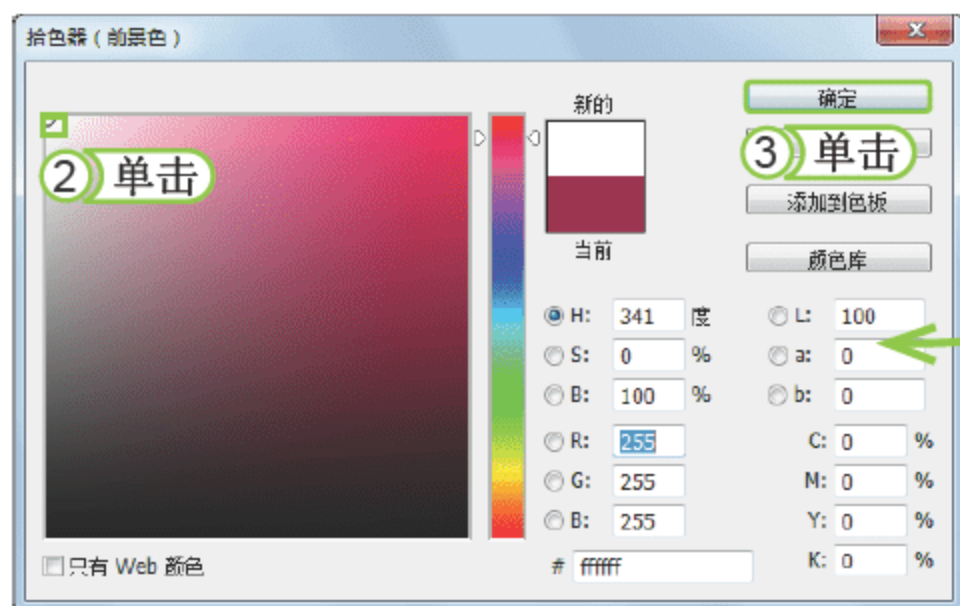 拾色器（前景色）
新的
当前
确定
② 单击
③ 单击
添加到色板
颜色库
H: 341 度
S: 0 %
B: 100 %
R: 255
G: 255
B: 255
# ffffff
L: 100
a: 0
b: 0
C: 0 %
M: 0 %
Y: 0 %
K: 0 %
只有 Web 颜色